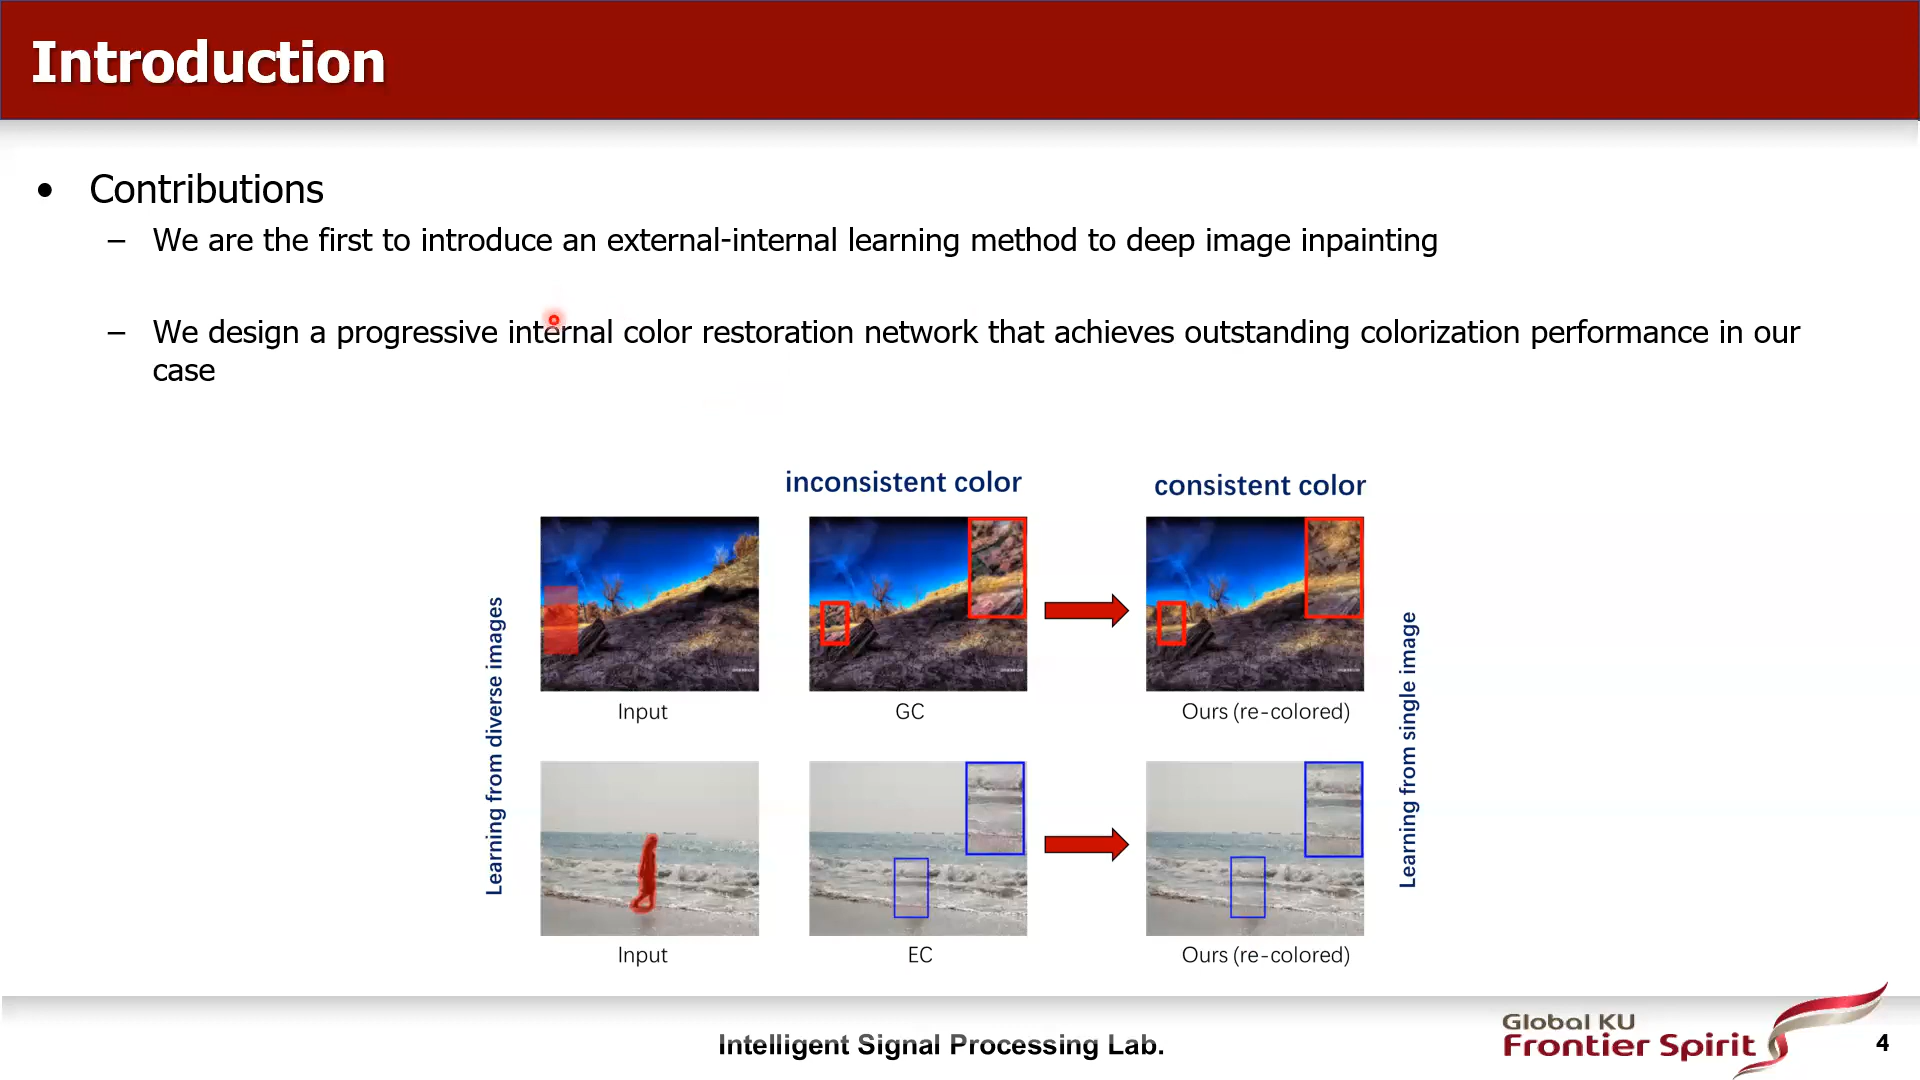 Introduction
• Contributions
– We are the first to introduce an external-internal learning method to deep image inpainting
– We design a progressive internal color restoration network that achieves outstanding colorization performance in our
case
inconsistent color
consistent color
Learning from diverse images
Learning from single image
Input
GC
Ours (re-colored)
Input
EC
Ours (re-colored)
Intelligent Signal Processing Lab.
Global KU
Frontier Spirit
4